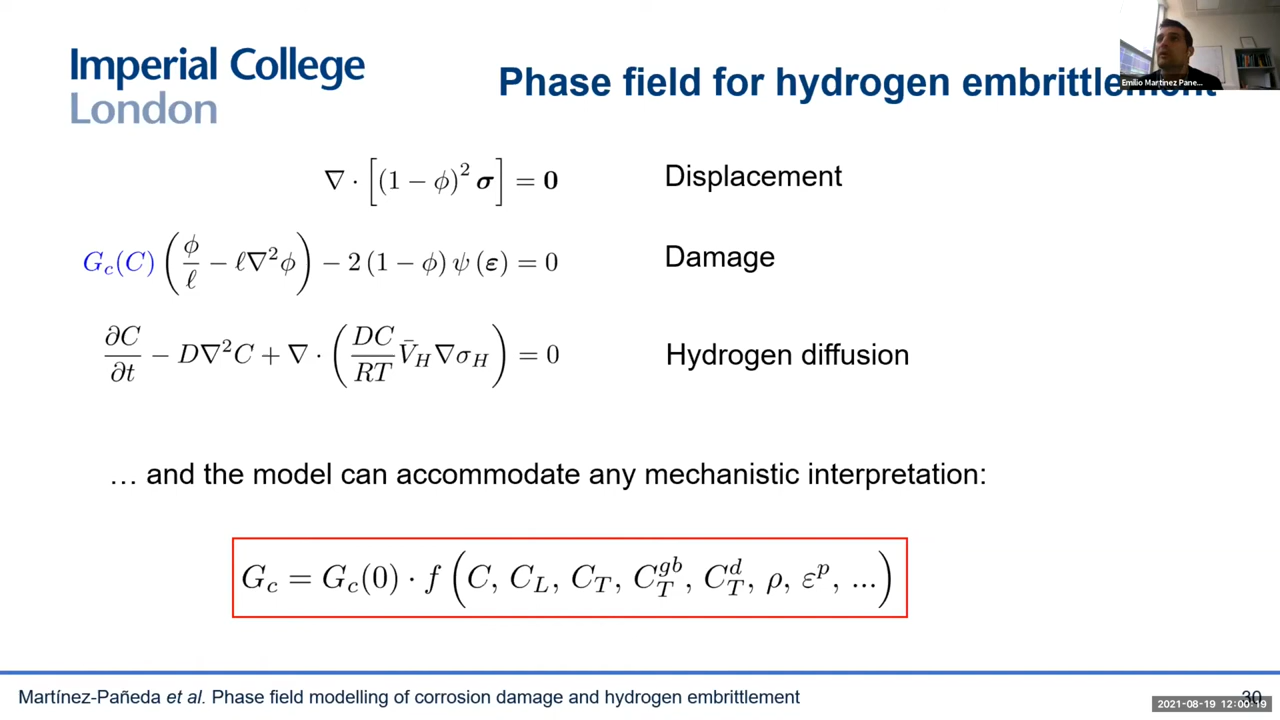 Imperial College
London
Phase field for hydrogen embrittlement
Emilio Martínez Pañe...
∇ · [(1 − ϕ)² σ] = 0
Displacement
G_c(C) (ϕ/ℓ − ℓ∇²ϕ) − 2 (1 − ϕ) ψ (ε) = 0
Damage
∂C/∂t − D∇²C + ∇ · (DC/RT V̄_H ∇σ_H) = 0
Hydrogen diffusion
… and the model can accommodate any mechanistic interpretation:
G_c = G_c(0) · f (C, C_L, C_T, C_T^{gb}, C_T^d, ρ, ε^p, ...)
Martínez-Pañeda et al. Phase field modelling of corrosion damage and hydrogen embrittlement
30
2021-08-19 12:00:19